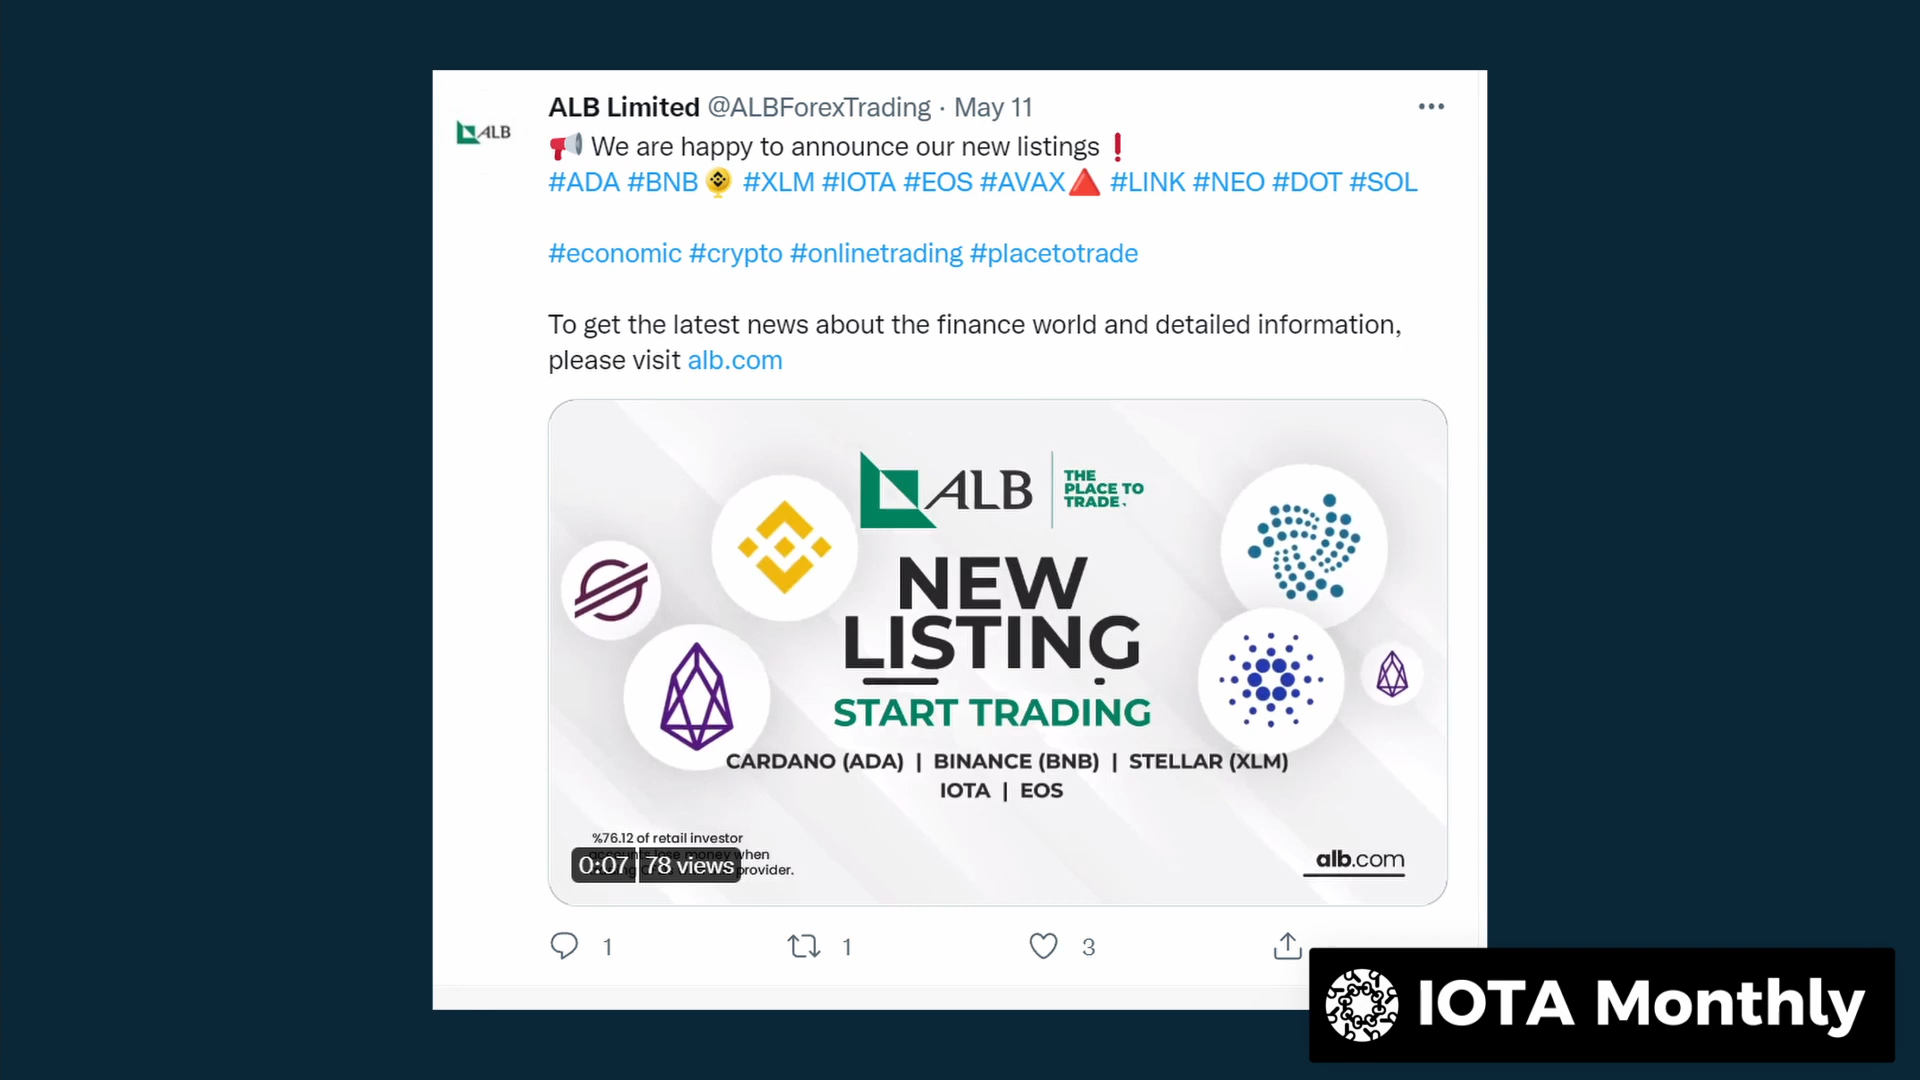 ALB Limited @ALBForexTrading · May 11
ALB
We are happy to announce our new listings❗
#ADA #BNB #XLM #IOTA #EOS #AVAX🔺 #LINK #NEO #DOT #SOL
#economic #crypto #onlinetrading #placetotrade
To get the latest news about the finance world and detailed information,
please visit alb.com
ALB
THE
PLACE TO
TRADE.
NEW
LISTING
START TRADING
CARDANO (ADA) | BINANCE (BNB) | STELLAR (XLM)
IOTA | EOS
%76.12 of retail investor
when
provider.
0:07 78 views
alb.com
1
1
3
IOTA Monthly